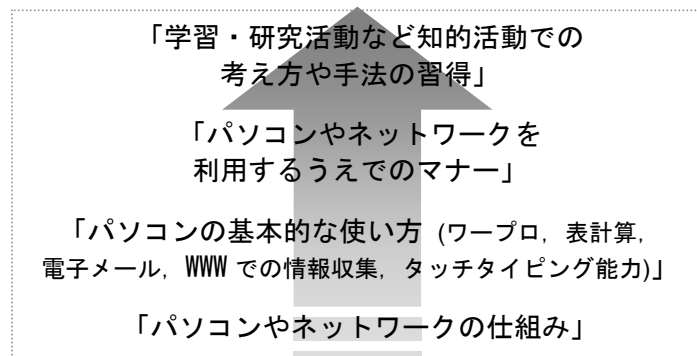 「学習・研究活動など知的活動での
考え方や手法の習得」
「パソコンやネットワークを
利用するうえでのマナー」
「パソコンの基本的な使い方 (ワープロ, 表計算,
電子メール, WWW での情報収集, タッチタイピング能力)」
「パソコンやネットワークの仕組み」